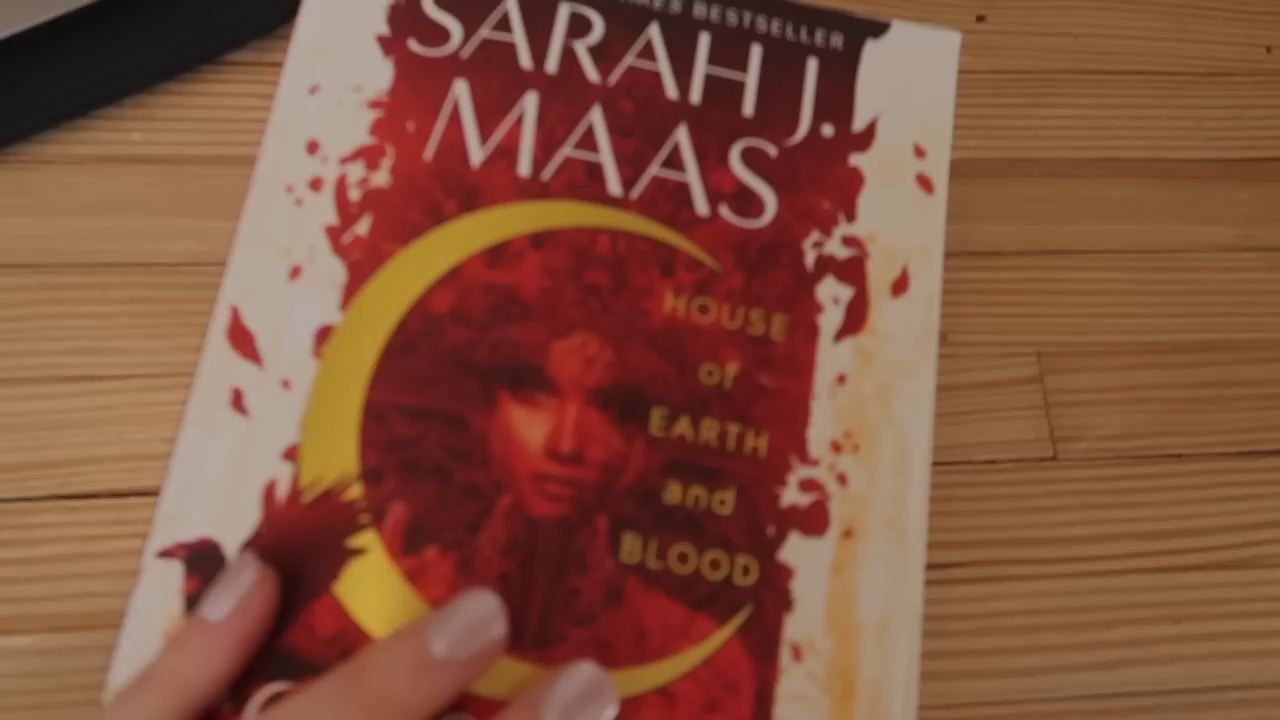 BESTSELLER
SARAH J.
MAAS
HOUSE
of
EARTH
and
BLOOD